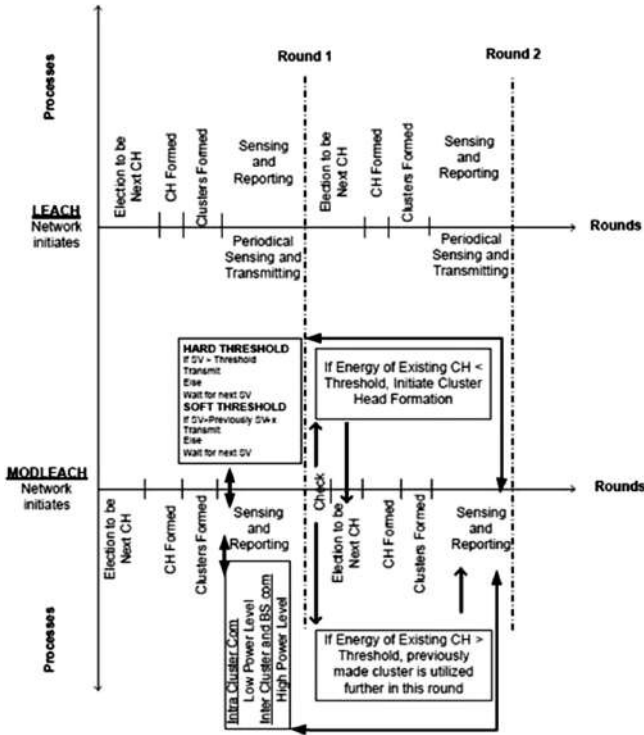 Round 1
Round 2
Processes
Election to be
Next CH
CH Formed
Clusters Formed
Sensing
and
Reporting
Election to be
Next CH
CH Formed
Clusters Formed
Sensing
and
Reporting
LEACH
Network
initiates
Rounds
Periodical
Sensing and
Transmitting
Periodical
Sensing and
Transmitting
HARD THRESHOLD
If SV > Threshold
Transmit
Else
Wait for next SV
SOFT THRESHOLD
If SV=Previously SV+x
Transmit
Else
Wait for next SV
If Energy of Existing CH <
Threshold, Initiate Cluster
Head Formation
MODLEACH
Network
initiates
Check
Rounds
Election to be
Next CH
CH Formed
Clusters Formed
Sensing
and
Reporting
Election to be
Next CH
CH Formed
Clusters Formed
Sensing
and
Reporting
Processes
Intra Cluster Com
Low Power Level
Inter Cluster and BS com
High Power Level
If Energy of Existing CH >
Threshold, previously
made cluster is utilized
further in this round